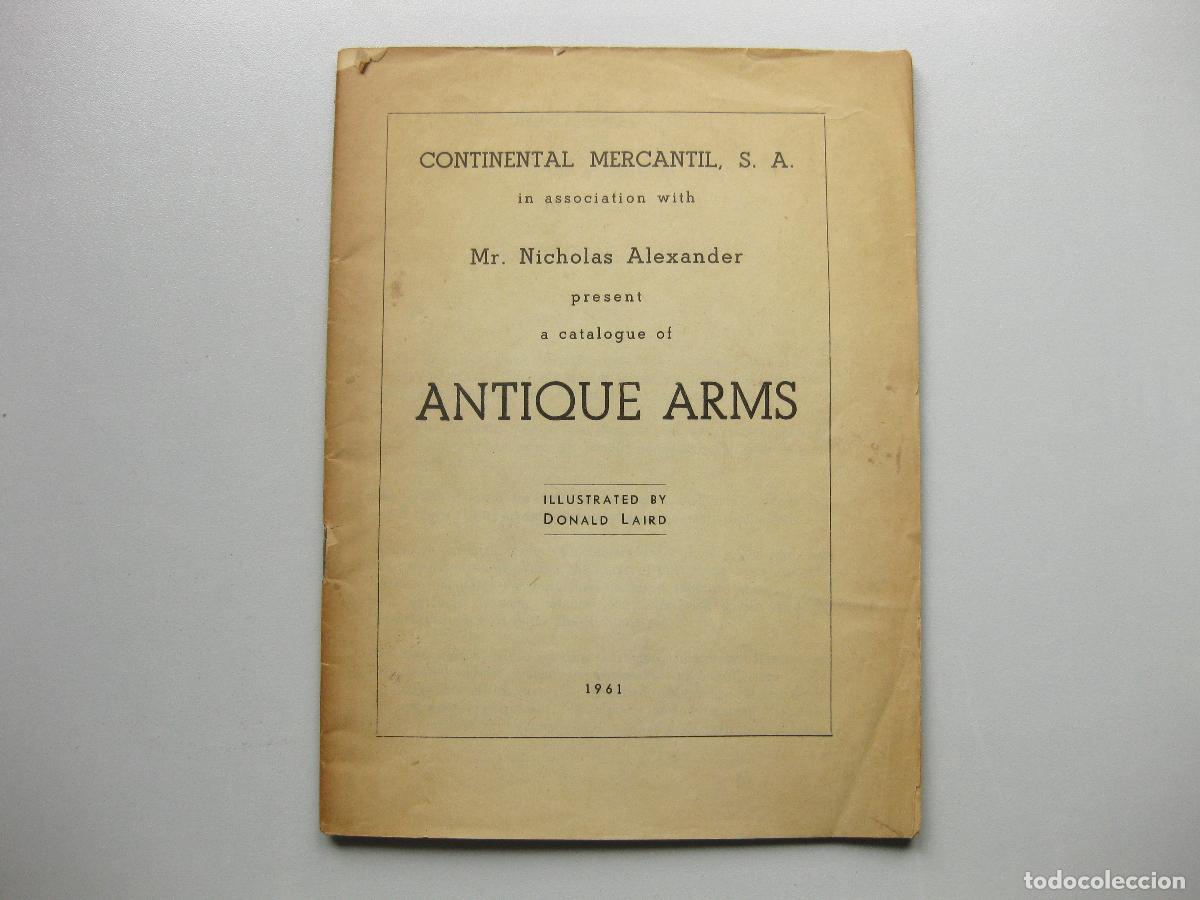 CONTINENTAL MERCANTIL, S. A.
in association with
Mr. Nicholas Alexander
present
a catalogue of
ANTIQUE ARMS
ILLUSTRATED BY
DONALD LAIRD
1961
todocoleccion